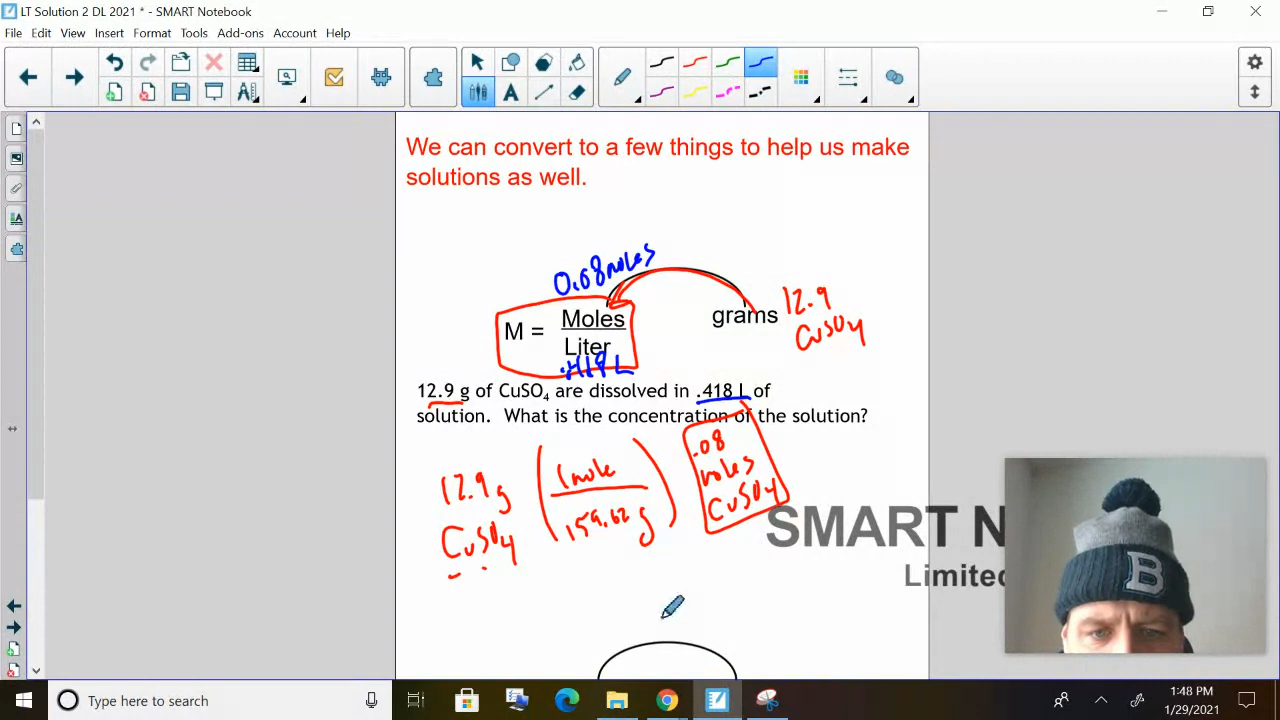 LT Solution 2 DL 2021 * - SMART Notebook
File Edit View Insert Format Tools Add-ons Account Help
We can convert to a few things to help us make
solutions as well.
0.08 moles
M = Moles
Liter
.418 L
grams
12.9
CuSO4
12.9 g of CuSO₄ are dissolved in .418 L of
solution. What is the concentration of the solution?
12.9 g
CuSO4
1 mole
159.62 g
.08
moles
CuSO4
SMART N
Limited
B
Type here to search
1:48 PM
1/29/2021